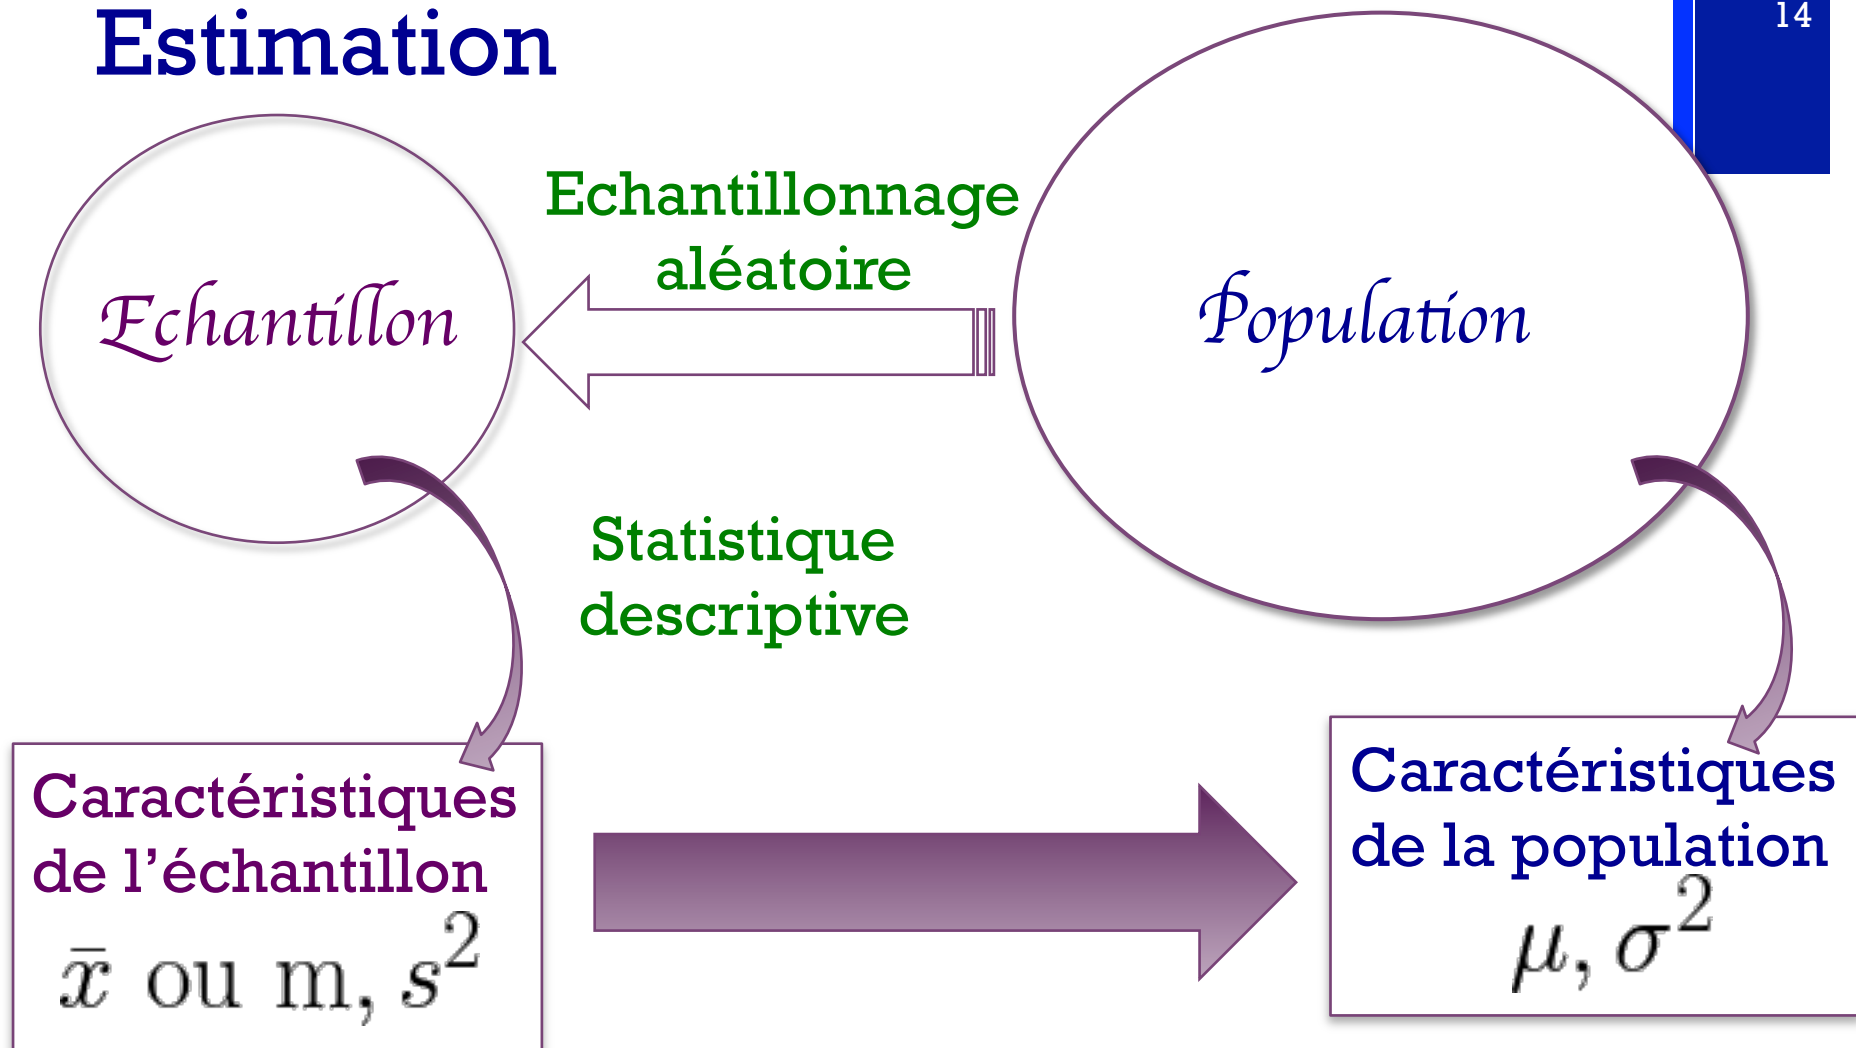 Estimation
14
Echantillonnage
aléatoire
Echantillon
Population
Statistique
descriptive
Caractéristiques
de l’échantillon
x̄ ou m, s²
Caractéristiques
de la population
μ, σ²